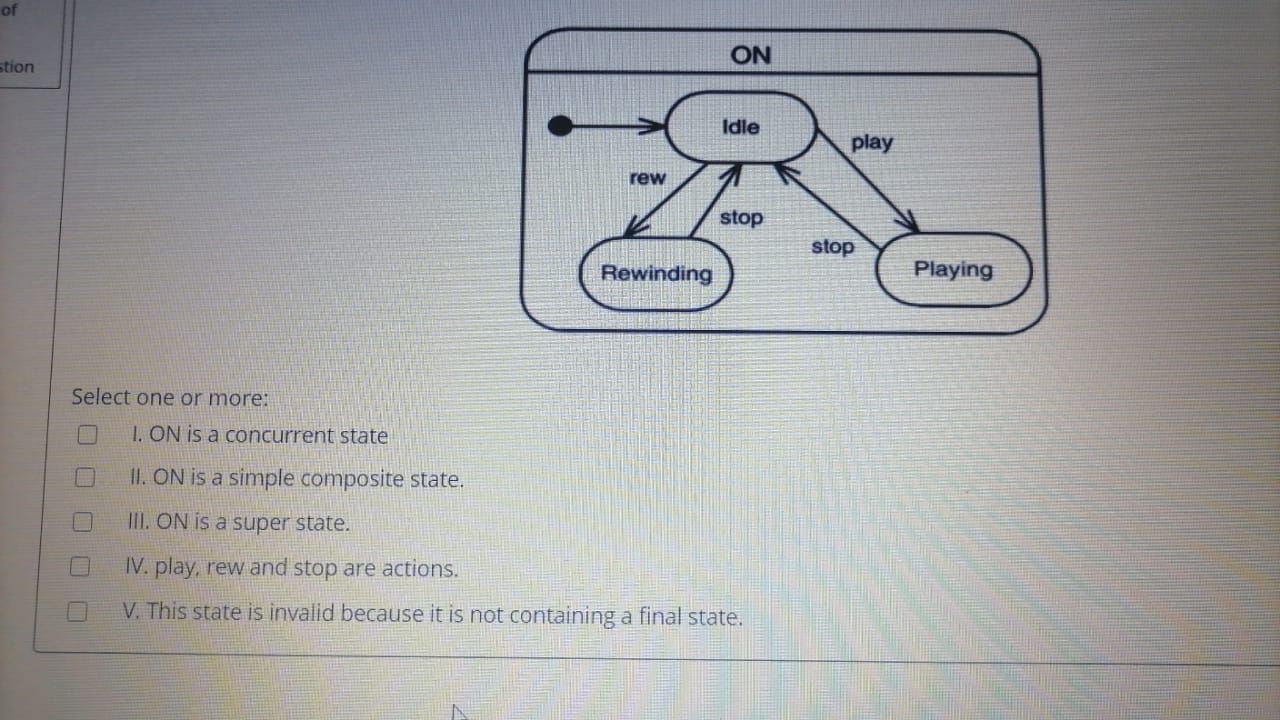 of
stion
ON
Idle
play
rew
stop
stop
Rewinding
Playing
Select one or more:
I. ON is a concurrent state
II. ON is a simple composite state.
III. ON is a super state.
IV. play, rew and stop are actions.
V. This state is invalid because it is not containing a final state.